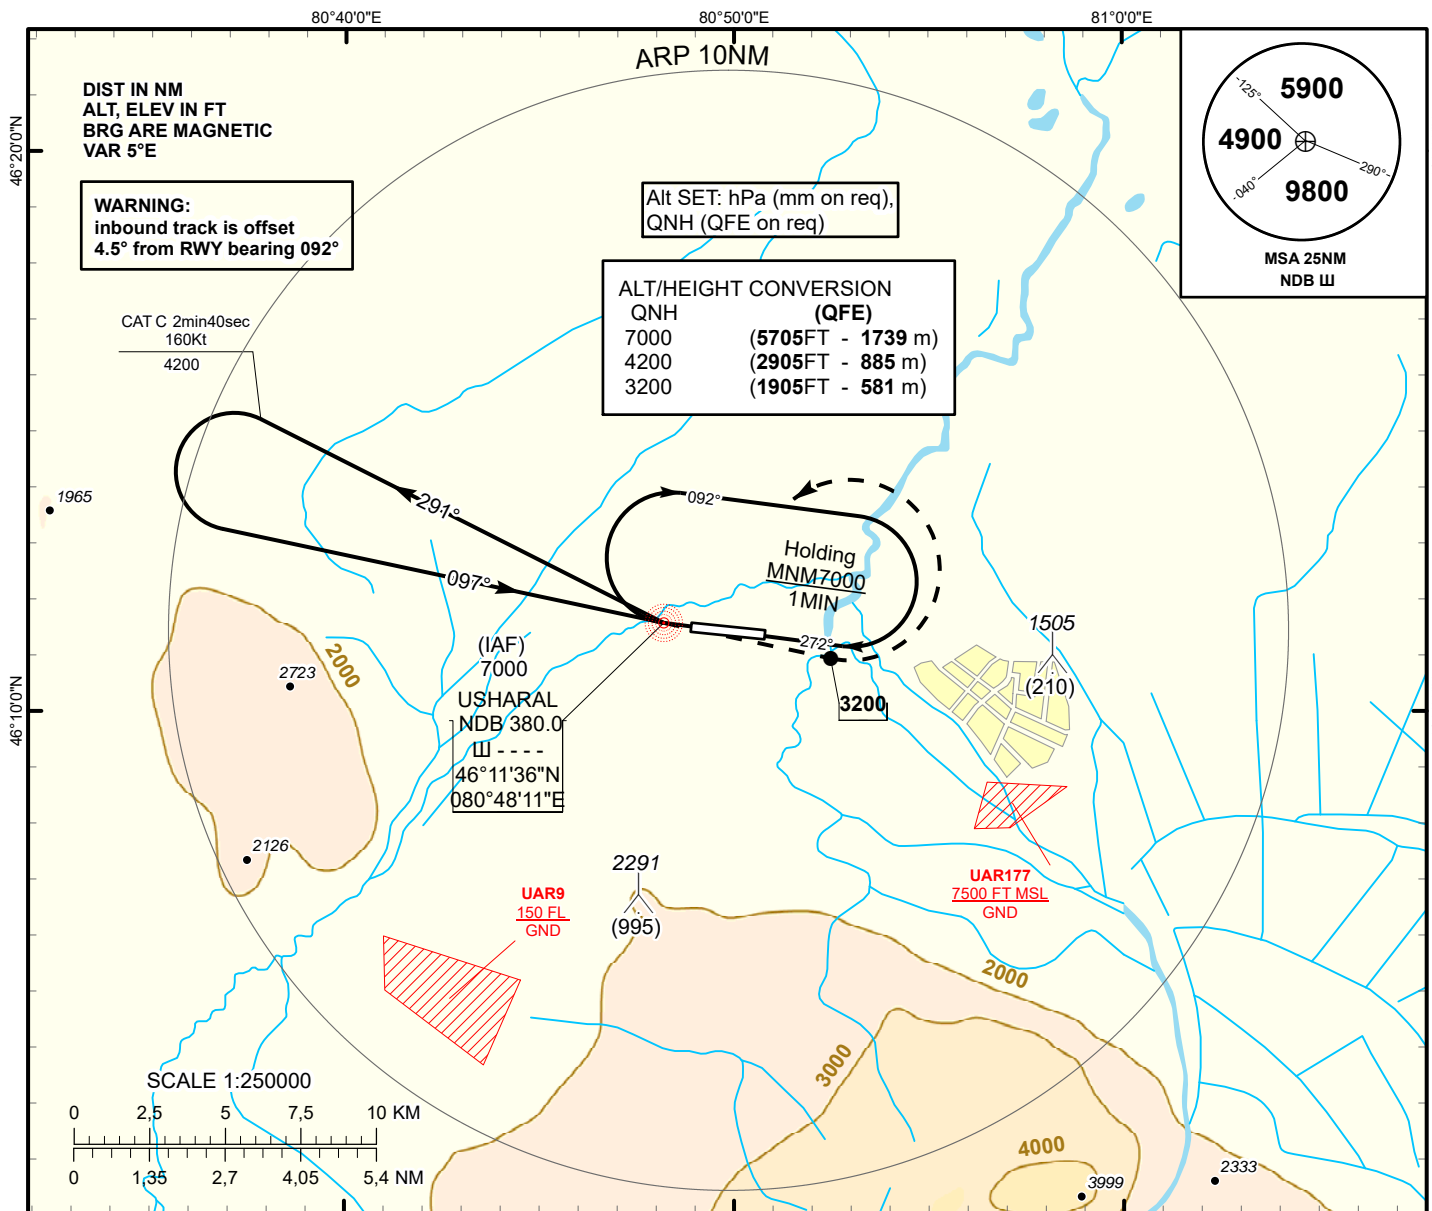 80°40'0"E
80°50'0"E
81°0'0"E
46°20'0"N
46°10'0"N
ARP 10NM
DIST IN NM
ALT, ELEV IN FT
BRG ARE MAGNETIC
VAR 5°E
WARNING:
inbound track is offset
4.5° from RWY bearing 092°
Alt SET: hPa (mm on req),
QNH (QFE on req)
5900
4900
9800
-125°
290°-
-040°
MSA 25NM
NDB Ш
ALT/HEIGHT CONVERSION
QNH (QFE)
7000 (5705FT - 1739 m)
4200 (2905FT - 885 m)
3200 (1905FT - 581 m)
CAT C 2min40sec
160Kt
4200
1965
291°
097°
092°
Holding
MNM7000
1MIN
272°
3200
(IAF)
7000
USHARAL
NDB 380.0
Ш - - - -
46°11'36"N
080°48'11"E
1505
(210)
2000
2723
2126
2291
(995)
UAR9
150 FL
GND
UAR177
7500 FT MSL
GND
2000
3000
4000
3999
2333
SCALE 1:250000
0 2,5 5 7,5 10 KM
0 1,35 2,7 4,05 5,4 NM